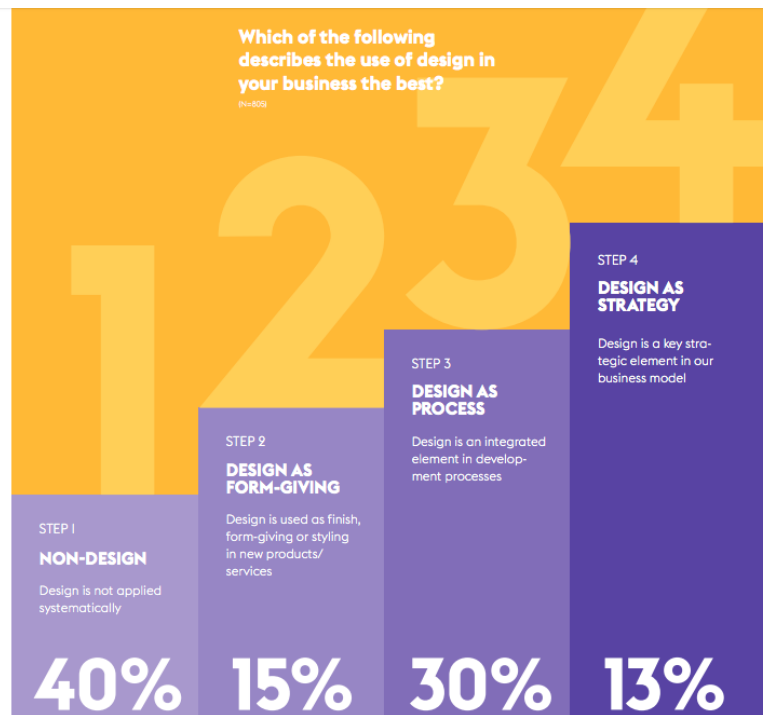 Which of the following
describes the use of design in
your business the best?
(N=805)
1
2
3
4
STEP 1
NON-DESIGN
Design is not applied
systematically
40%
STEP 2
DESIGN AS
FORM-GIVING
Design is used as finish,
form-giving or styling
in new products/
services
15%
STEP 3
DESIGN AS
PROCESS
Design is an integrated
element in develop-
ment processes
30%
STEP 4
DESIGN AS
STRATEGY
Design is a key stra-
tegic element in our
business model
13%